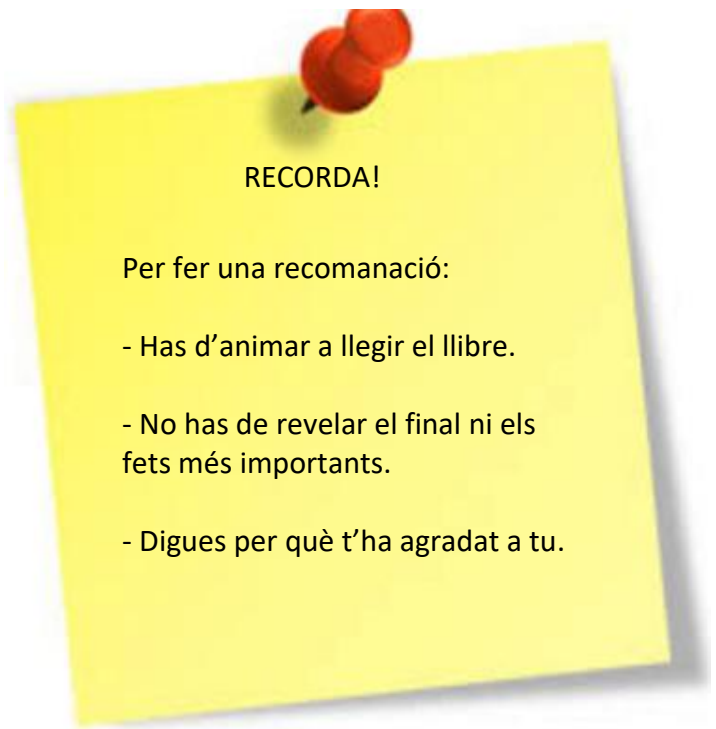 RECORDA!
Per fer una recomanació:
- Has d’animar a llegir el llibre.
- No has de revelar el final ni els
fets més importants.
- Digues per què t’ha agradat a tu.